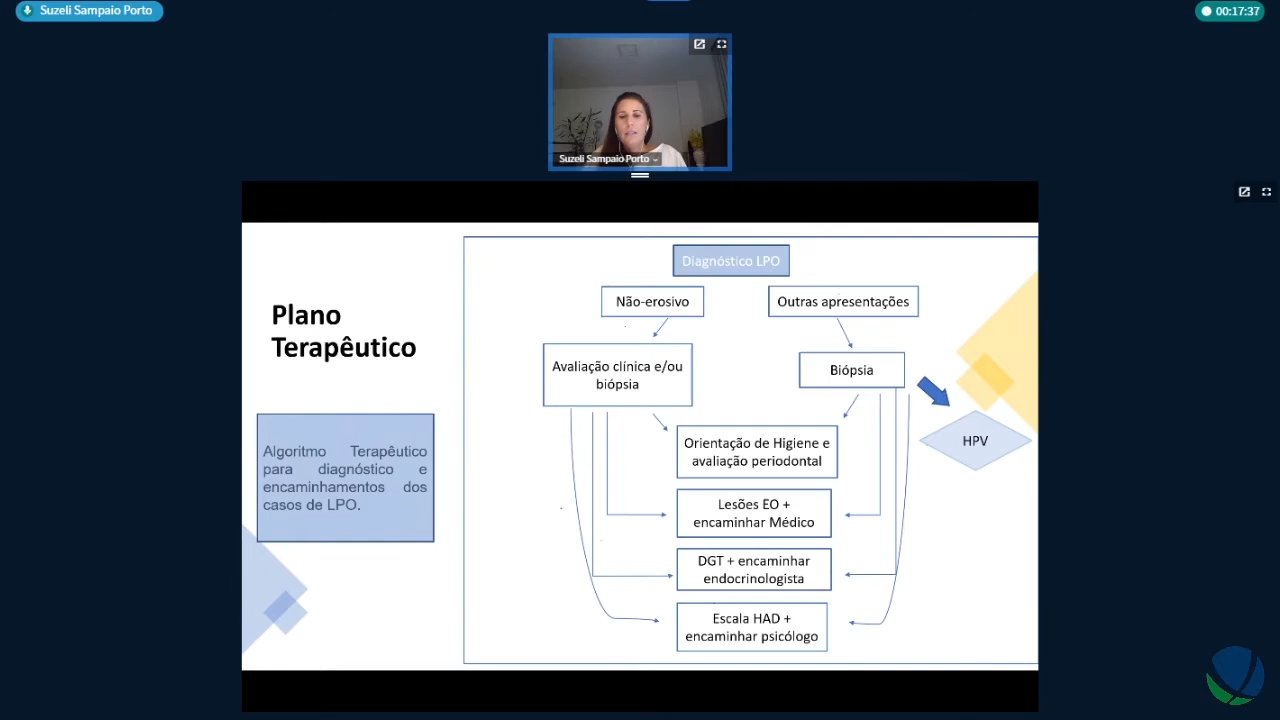 Suzeli Sampaio Porto
00:17:37
Suzeli Sampaio Porto
Plano
Terapêutico
Algoritmo Terapêutico
para diagnóstico e
encaminhamentos dos
casos de LPO.
Diagnóstico LPO
Não-erosivo
Outras apresentações
Avaliação clínica e/ou
biópsia
Biópsia
HPV
Orientação de Higiene e
avaliação periodontal
Lesões EO +
encaminhar Médico
DGT + encaminhar
endocrinologista
Escala HAD +
encaminhar psicólogo